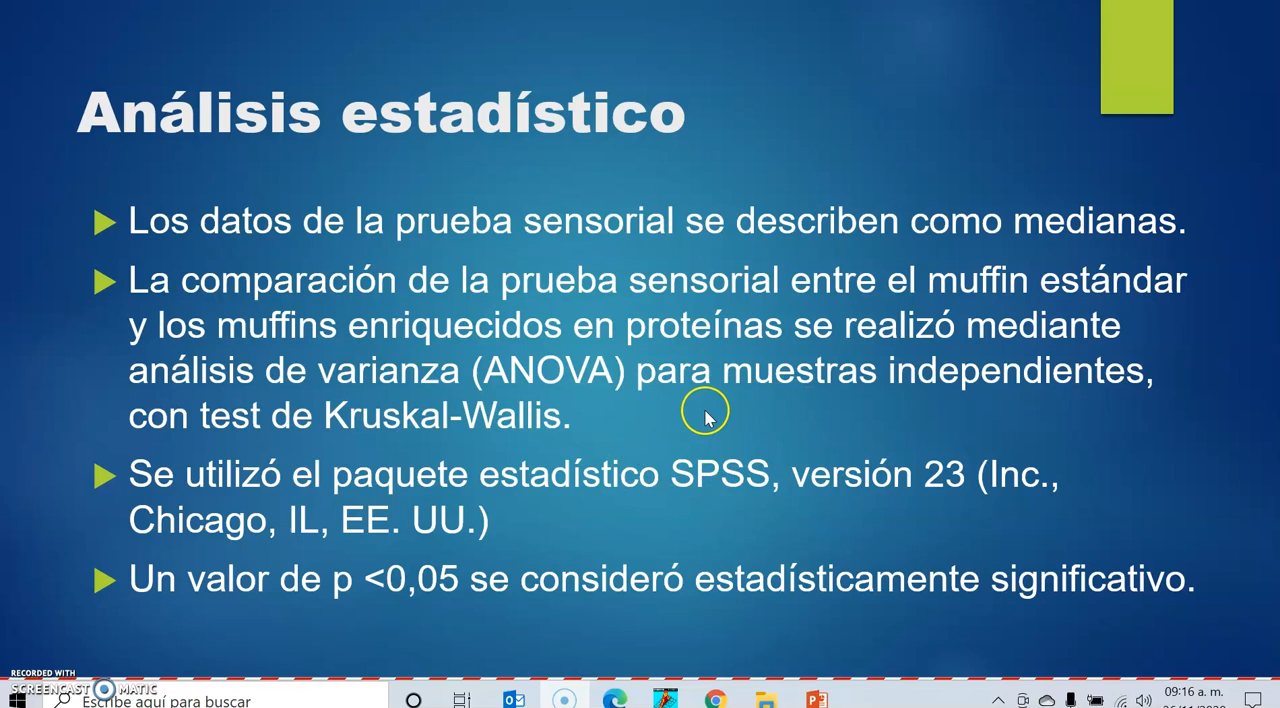 Análisis estadístico
Los datos de la prueba sensorial se describen como medianas.
La comparación de la prueba sensorial entre el muffin estándar
y los muffins enriquecidos en proteínas se realizó mediante
análisis de varianza (ANOVA) para muestras independientes,
con test de Kruskal-Wallis.
Se utilizó el paquete estadístico SPSS, versión 23 (Inc.,
Chicago, IL, EE. UU.)
Un valor de p <0,05 se consideró estadísticamente significativo.
RECORDED WITH
SCREENCAST MATIC
Escribe aquí para buscar
09:16 a. m.